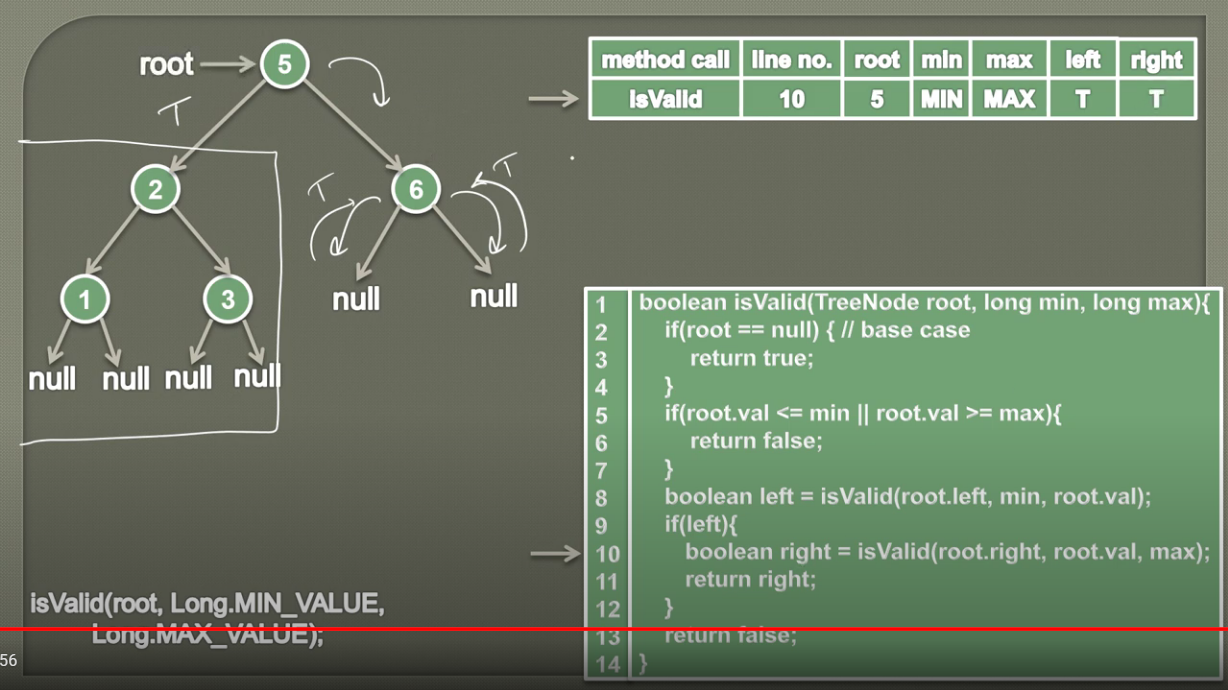 root
5
T
2
6
T
T
1
3
null
null
null
null
null
null
method call line no. root min max left right
isValid 10 5 MIN MAX T T
1 boolean isValid(TreeNode root, long min, long max){
2 if(root == null) { // base case
3 return true;
4 }
5 if(root.val <= min || root.val >= max){
6 return false;
7 }
8 boolean left = isValid(root.left, min, root.val);
9 if(left){
10 boolean right = isValid(root.right, root.val, max);
11 return right;
12 }
13 return false;
14 }
isValid(root, Long.MIN_VALUE,
Long.MAX_VALUE);
56